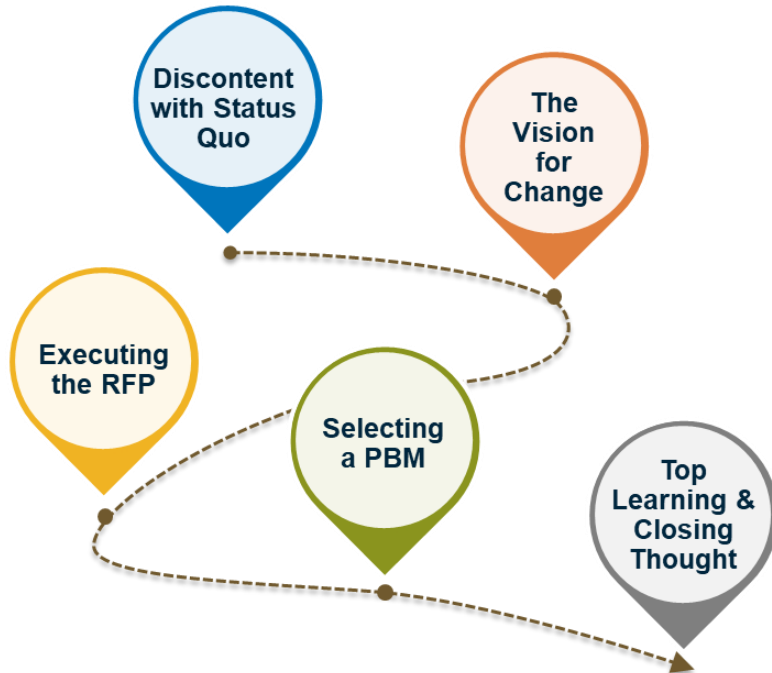 Discontent
with Status
Quo
The
Vision
for
Change
Executing
the RFP
Selecting
a PBM
Top
Learning &
Closing
Thought